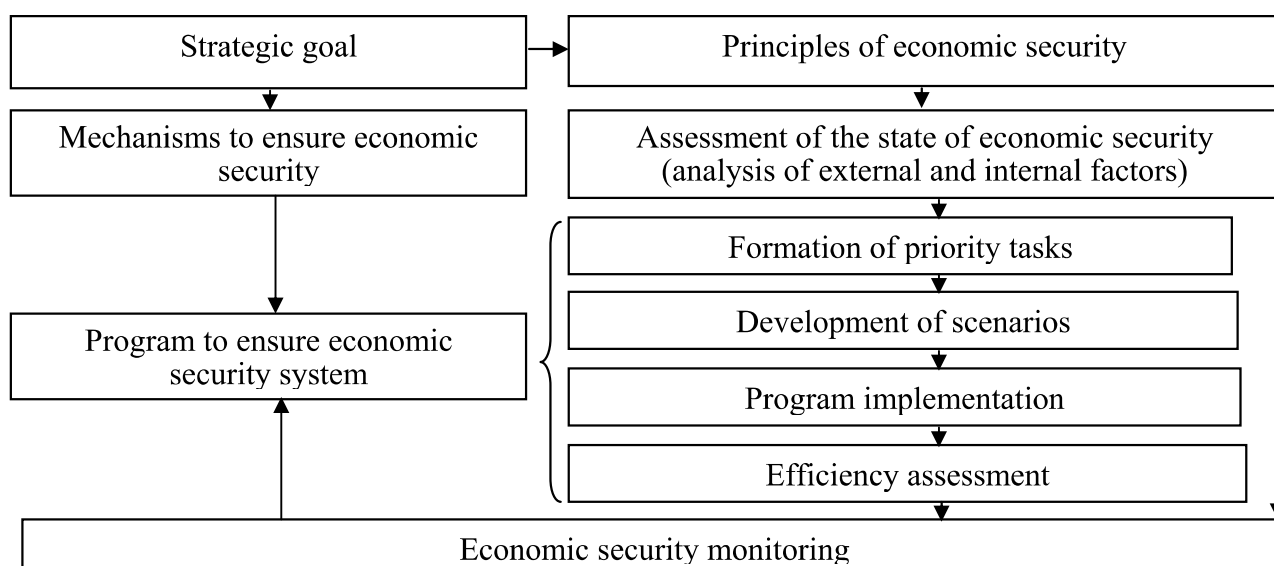 Strategic goal
Principles of economic security
Mechanisms to ensure economic
security
Assessment of the state of economic security
(analysis of external and internal factors)
Formation of priority tasks
Development of scenarios
Program to ensure economic
security system
Program implementation
Efficiency assessment
Economic security monitoring